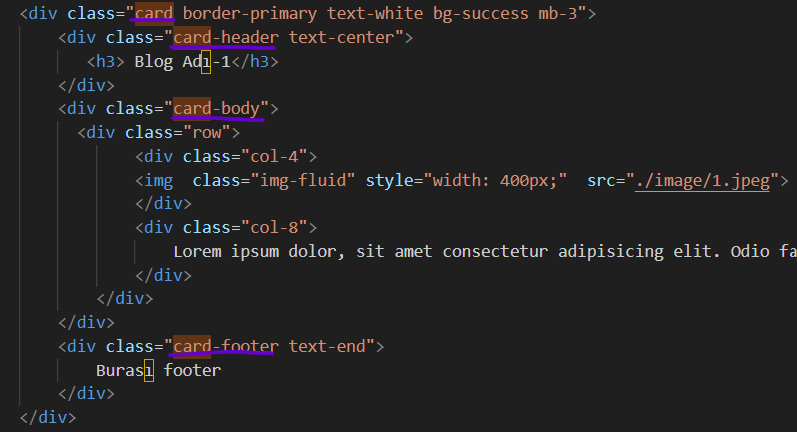 <div class="card border-primary text-white bg-success mb-3">
<div class="card-header text-center">
<h3> Blog Adı-1</h3>
</div>
<div class="card-body">
<div class="row">
<div class="col-4">
<img  class="img-fluid" style="width: 400px;"  src="./image/1.jpeg">
</div>
<div class="col-8">
Lorem ipsum dolor, sit amet consectetur adipisicing elit. Odio fa
</div>
</div>
</div>
<div class="card-footer text-end">
Burası footer
</div>
</div>